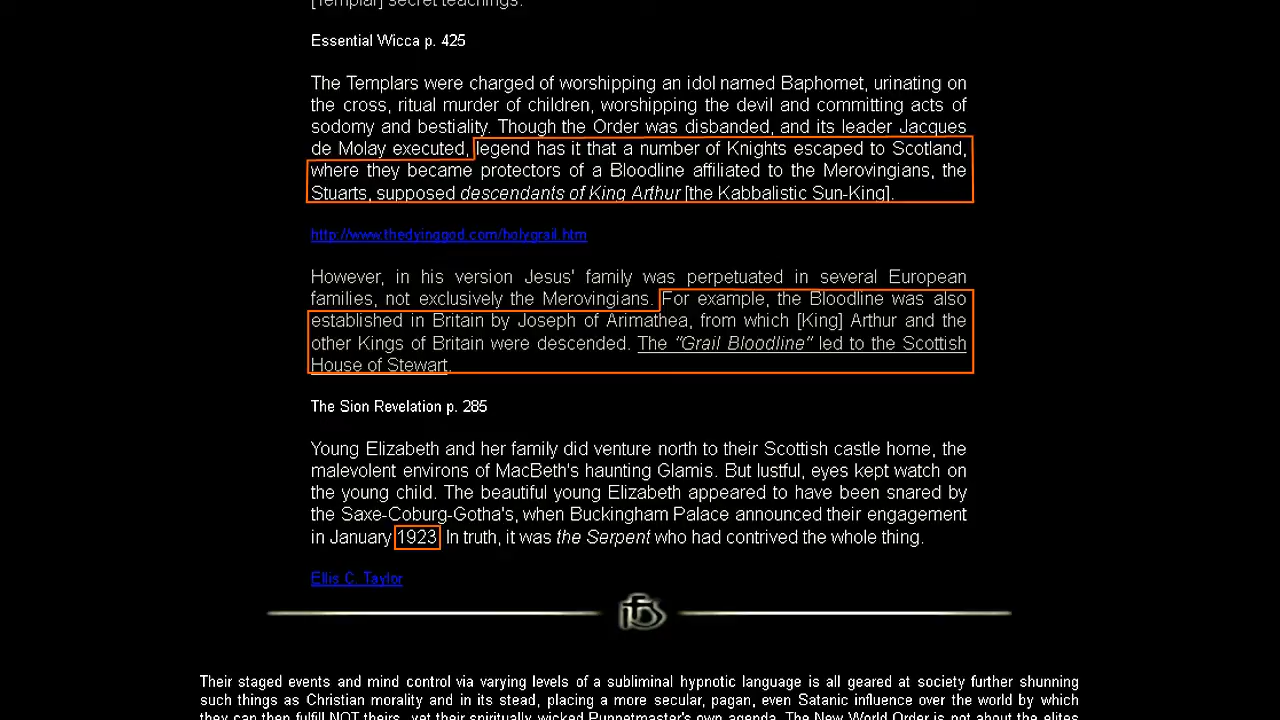 [Templar] secret teachings.
Essential Wicca p. 425
The Templars were charged of worshipping an idol named Baphomet, urinating on
the cross, ritual murder of children, worshipping the devil and committing acts of
sodomy and bestiality. Though the Order was disbanded, and its leader Jacques
de Molay executed, legend has it that a number of Knights escaped to Scotland,
where they became protectors of a Bloodline affiliated to the Merovingians, the
Stuarts, supposed descendants of King Arthur [the Kabbalistic Sun-King].
http://www.thedyinggod.com/holygrail.htm
However, in his version Jesus' family was perpetuated in several European
families, not exclusively the Merovingians. For example, the Bloodline was also
established in Britain by Joseph of Arimathea, from which [King] Arthur and the
other Kings of Britain were descended. The "Grail Bloodline" led to the Scottish
House of Stewart.
The Sion Revelation p. 285
Young Elizabeth and her family did venture north to their Scottish castle home, the
malevolent environs of MacBeth's haunting Glamis. But lustful, eyes kept watch on
the young child. The beautiful young Elizabeth appeared to have been snared by
the Saxe-Coburg-Gotha's, when Buckingham Palace announced their engagement
in January 1923. In truth, it was the Serpent who had contrived the whole thing.
Ellis C. Taylor
Their staged events and mind control via varying levels of a subliminal hypnotic language is all geared at society further shunning
such things as Christian morality and in its stead, placing a more secular, pagan, even Satanic influence over the world by which
they can then fulfill NOT theirs, yet their spiritually wicked Puppetmaster's own agenda. The New World Order is not about the elites